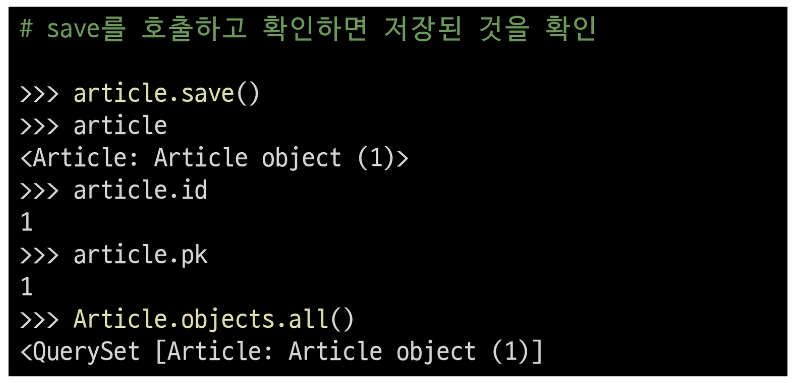 # save를 호출하고 확인하면 저장된 것을 확인
>>> article.save()
>>> article
<Article: Article object (1)>
>>> article.id
1
>>> article.pk
1
>>> Article.objects.all()
<QuerySet [Article: Article object (1)]